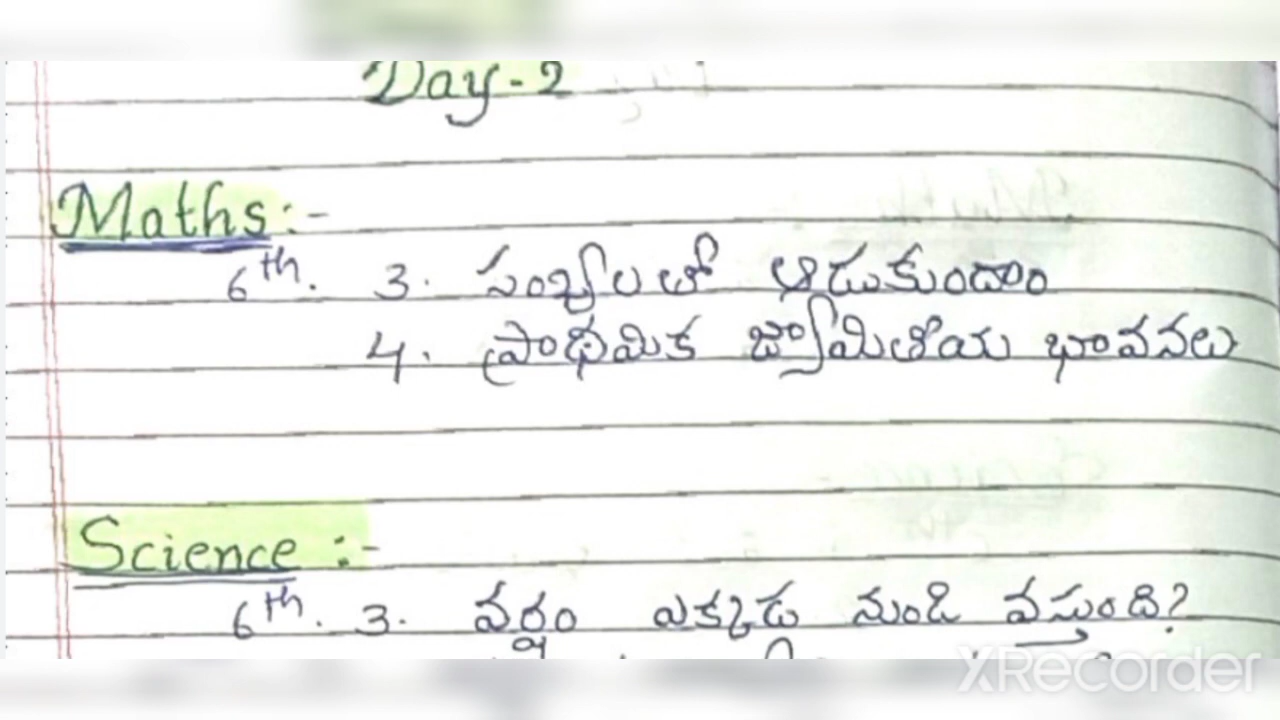 Day-2
Maths:-
6th. 3. సంఖ్యలతో ఆడుకుందాం
4. ప్రాథమిక జ్యామితీయ భావనలు
Science:-
6th. 3. వర్షం ఎక్కడ నుండి వస్తుంది?
XRecorder